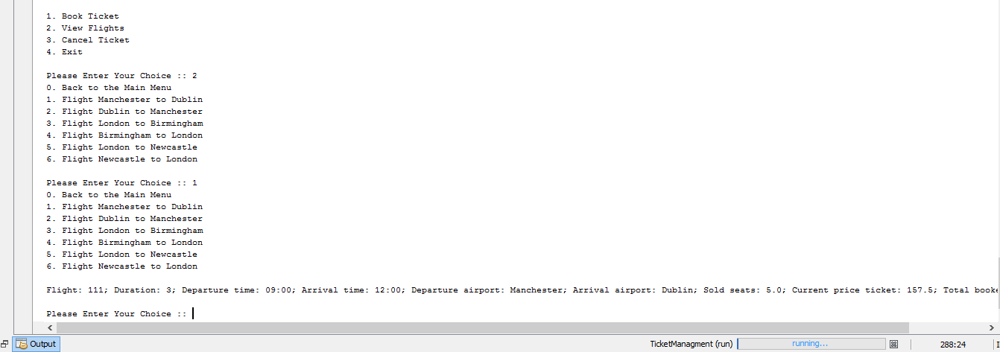 1. Book Ticket
2. View Flights
3. Cancel Ticket
4. Exit
Please Enter Your Choice :: 2
0. Back to the Main Menu
1. Flight Manchester to Dublin
2. Flight Dublin to Manchester
3. Flight London to Birmingham
4. Flight Birmingham to London
5. Flight London to Newcastle
6. Flight Newcastle to London
Please Enter Your Choice :: 1
0. Back to the Main Menu
1. Flight Manchester to Dublin
2. Flight Dublin to Manchester
3. Flight London to Birmingham
4. Flight Birmingham to London
5. Flight London to Newcastle
6. Flight Newcastle to London
Flight: 111; Duration: 3; Departure time: 09:00; Arrival time: 12:00; Departure airport: Manchester; Arrival airport: Dublin; Sold seats: 5.0; Current price ticket: 157.5; Total
Please Enter Your Choice ::
Output
TicketManagment (run)
running...
288:24